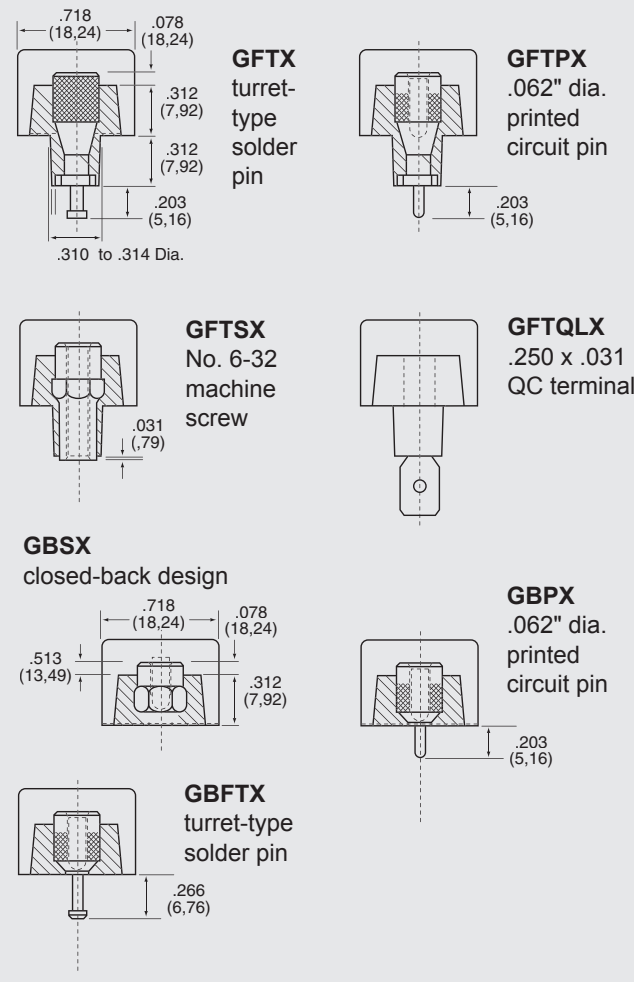 .718
(18,24)
.078
(18,24)
.312
(7,92)
.312
(7,92)
.203
(5,16)
.310 to .314 Dia.
GFTX
turret-
type
solder
pin
.203
(5,16)
GFTPX
.062" dia.
printed
circuit pin
GFTSX
No. 6-32
machine
screw
.031
(,79)
GFTQLX
.250 x .031
QC terminal
GBSX
closed-back design
.718
(18,24)
.078
(18,24)
.513
(13,49)
.312
(7,92)
GBPX
.062" dia.
printed
circuit pin
.203
(5,16)
GBFTX
turret-type
solder pin
.266
(6,76)